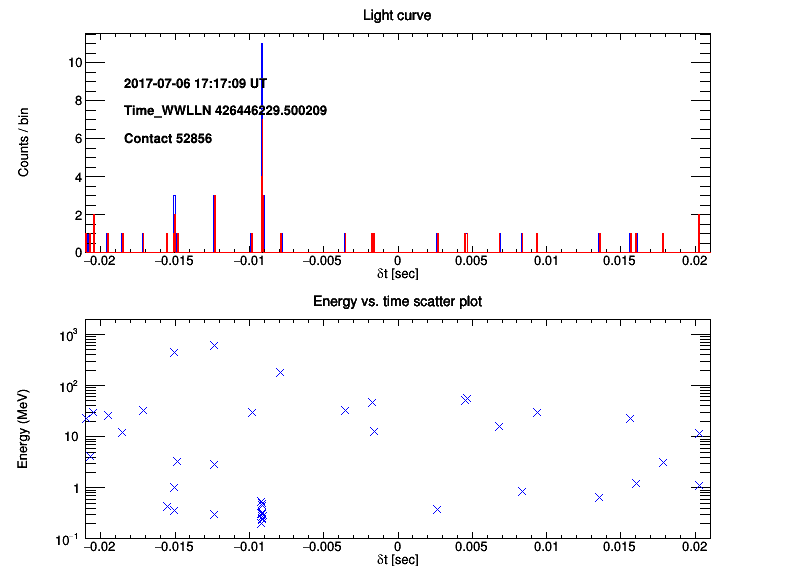 Light curve
Counts / bin
10
8
6
4
2
0
2017-07-06 17:17:09 UT
Time_WWLLN 426446229.500209
Contact 52856
−0.02 −0.015 −0.01 −0.005 0 0.005 0.01 0.015 0.02
δt [sec]
Energy vs. time scatter plot
Energy (MeV)
10³
10²
10
1
10⁻¹
−0.02 −0.015 −0.01 −0.005 0 0.005 0.01 0.015 0.02
δt [sec]